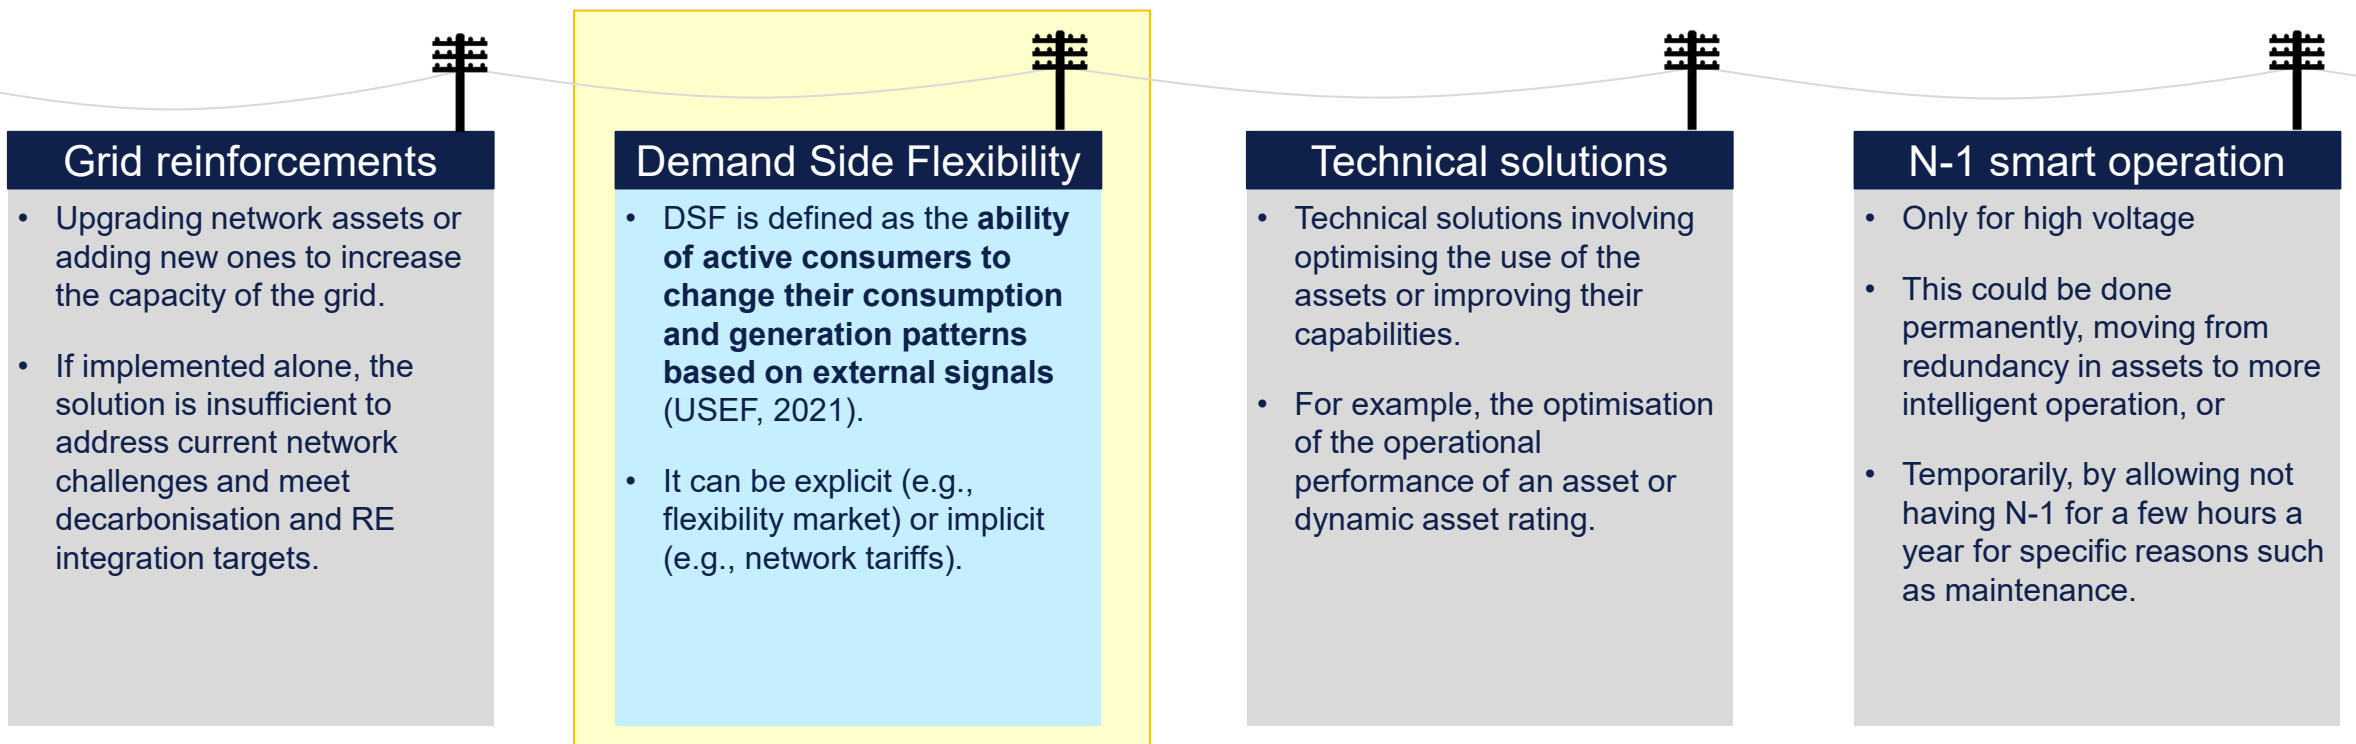 Grid reinforcements
• Upgrading network assets or
adding new ones to increase
the capacity of the grid.
• If implemented alone, the
solution is insufficient to
address current network
challenges and meet
decarbonisation and RE
integration targets.
Demand Side Flexibility
• DSF is defined as the ability
of active consumers to
change their consumption
and generation patterns
based on external signals
(USEF, 2021).
• It can be explicit (e.g.,
flexibility market) or implicit
(e.g., network tariffs).
Technical solutions
• Technical solutions involving
optimising the use of the
assets or improving their
capabilities.
• For example, the optimisation
of the operational
performance of an asset or
dynamic asset rating.
N-1 smart operation
• Only for high voltage
• This could be done
permanently, moving from
redundancy in assets to more
intelligent operation, or
• Temporarily, by allowing not
having N-1 for a few hours a
year for specific reasons such
as maintenance.